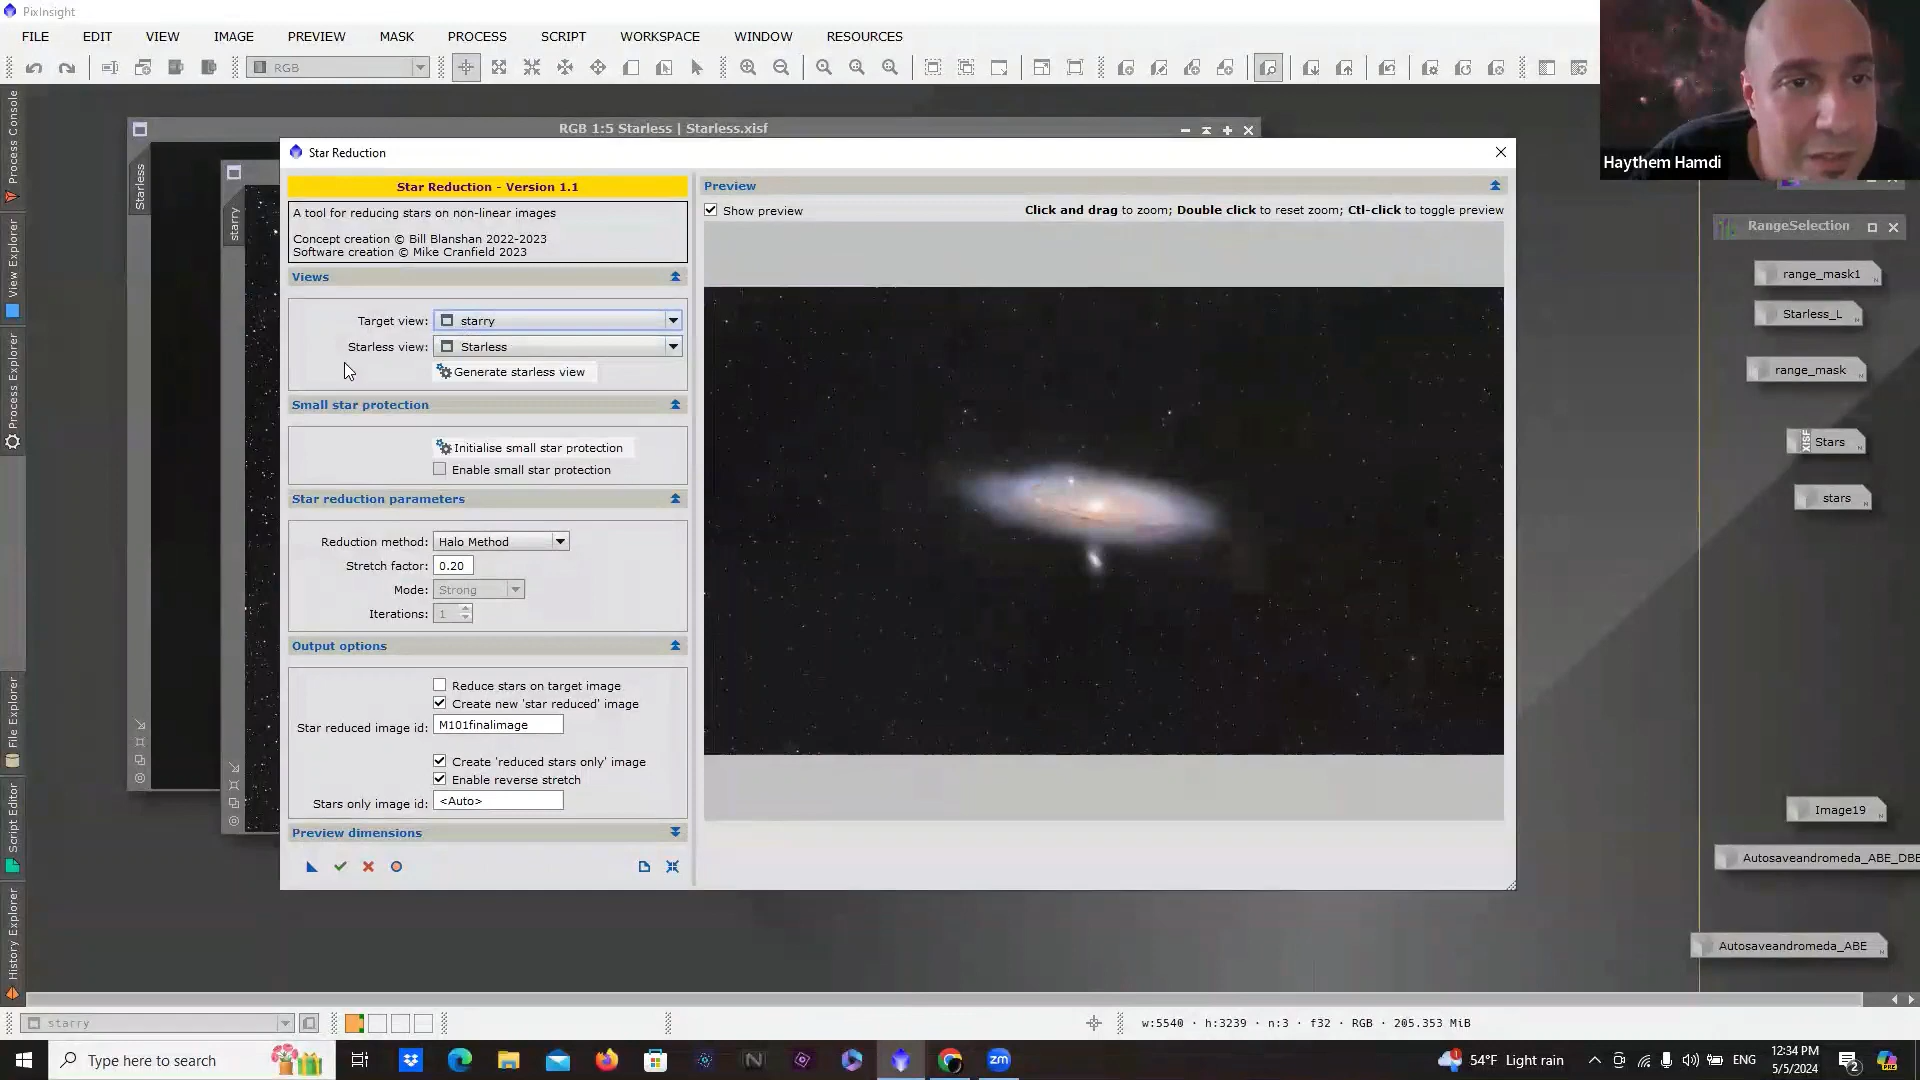 PixInsight
FILE EDIT VIEW IMAGE PREVIEW MASK PROCESS SCRIPT WORKSPACE WINDOW RESOURCES
RGB
Haythem Hamdi
Process Console
View Explorer
Process Explorer
File Explorer
Script Editor
History Explorer
RGB 1:5 Starless | Starless.xisf
Starless
starry
Star Reduction
Star Reduction - Version 1.1
A tool for reducing stars on non-linear images
Concept creation © Bill Blanshan 2022-2023
Software creation © Mike Cranfield 2023
Views
Target view: starry
Starless view: Starless
Generate starless view
Small star protection
Initialise small star protection
Enable small star protection
Star reduction parameters
Reduction method: Halo Method
Stretch factor: 0.20
Mode: Strong
Iterations: 1
Output options
Reduce stars on target image
Create new 'star reduced' image
Star reduced image id: M101finalimage
Create 'reduced stars only' image
Enable reverse stretch
Stars only image id: <Auto>
Preview dimensions
Preview
Show preview
Click and drag to zoom; Double click to reset zoom; Ctl-click to toggle preview
RangeSelection
range_mask1
Starless_L
range_mask
XISF
Stars
stars
Image19
Autosaveandromeda_ABE_DBE
Autosaveandromeda_ABE
starry
w:5540 · h:3239 · n:3 · f32 · RGB · 205.353 MiB
Type here to search
zm
54°F Light rain
ENG
12:34 PM
5/5/2024
2
PRE